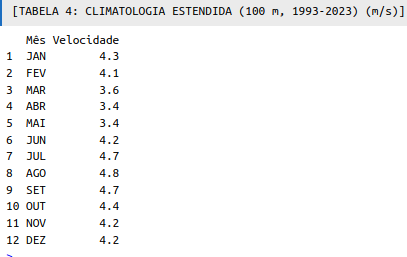 [TABELA 4: CLIMATOLOGIA ESTENDIDA (100 m, 1993-2023) (m/s)]
Mês Velocidade
1 JAN 4.3
2 FEV 4.1
3 MAR 3.6
4 ABR 3.4
5 MAI 3.4
6 JUN 4.2
7 JUL 4.7
8 AGO 4.8
9 SET 4.7
10 OUT 4.4
11 NOV 4.2
12 DEZ 4.2
>